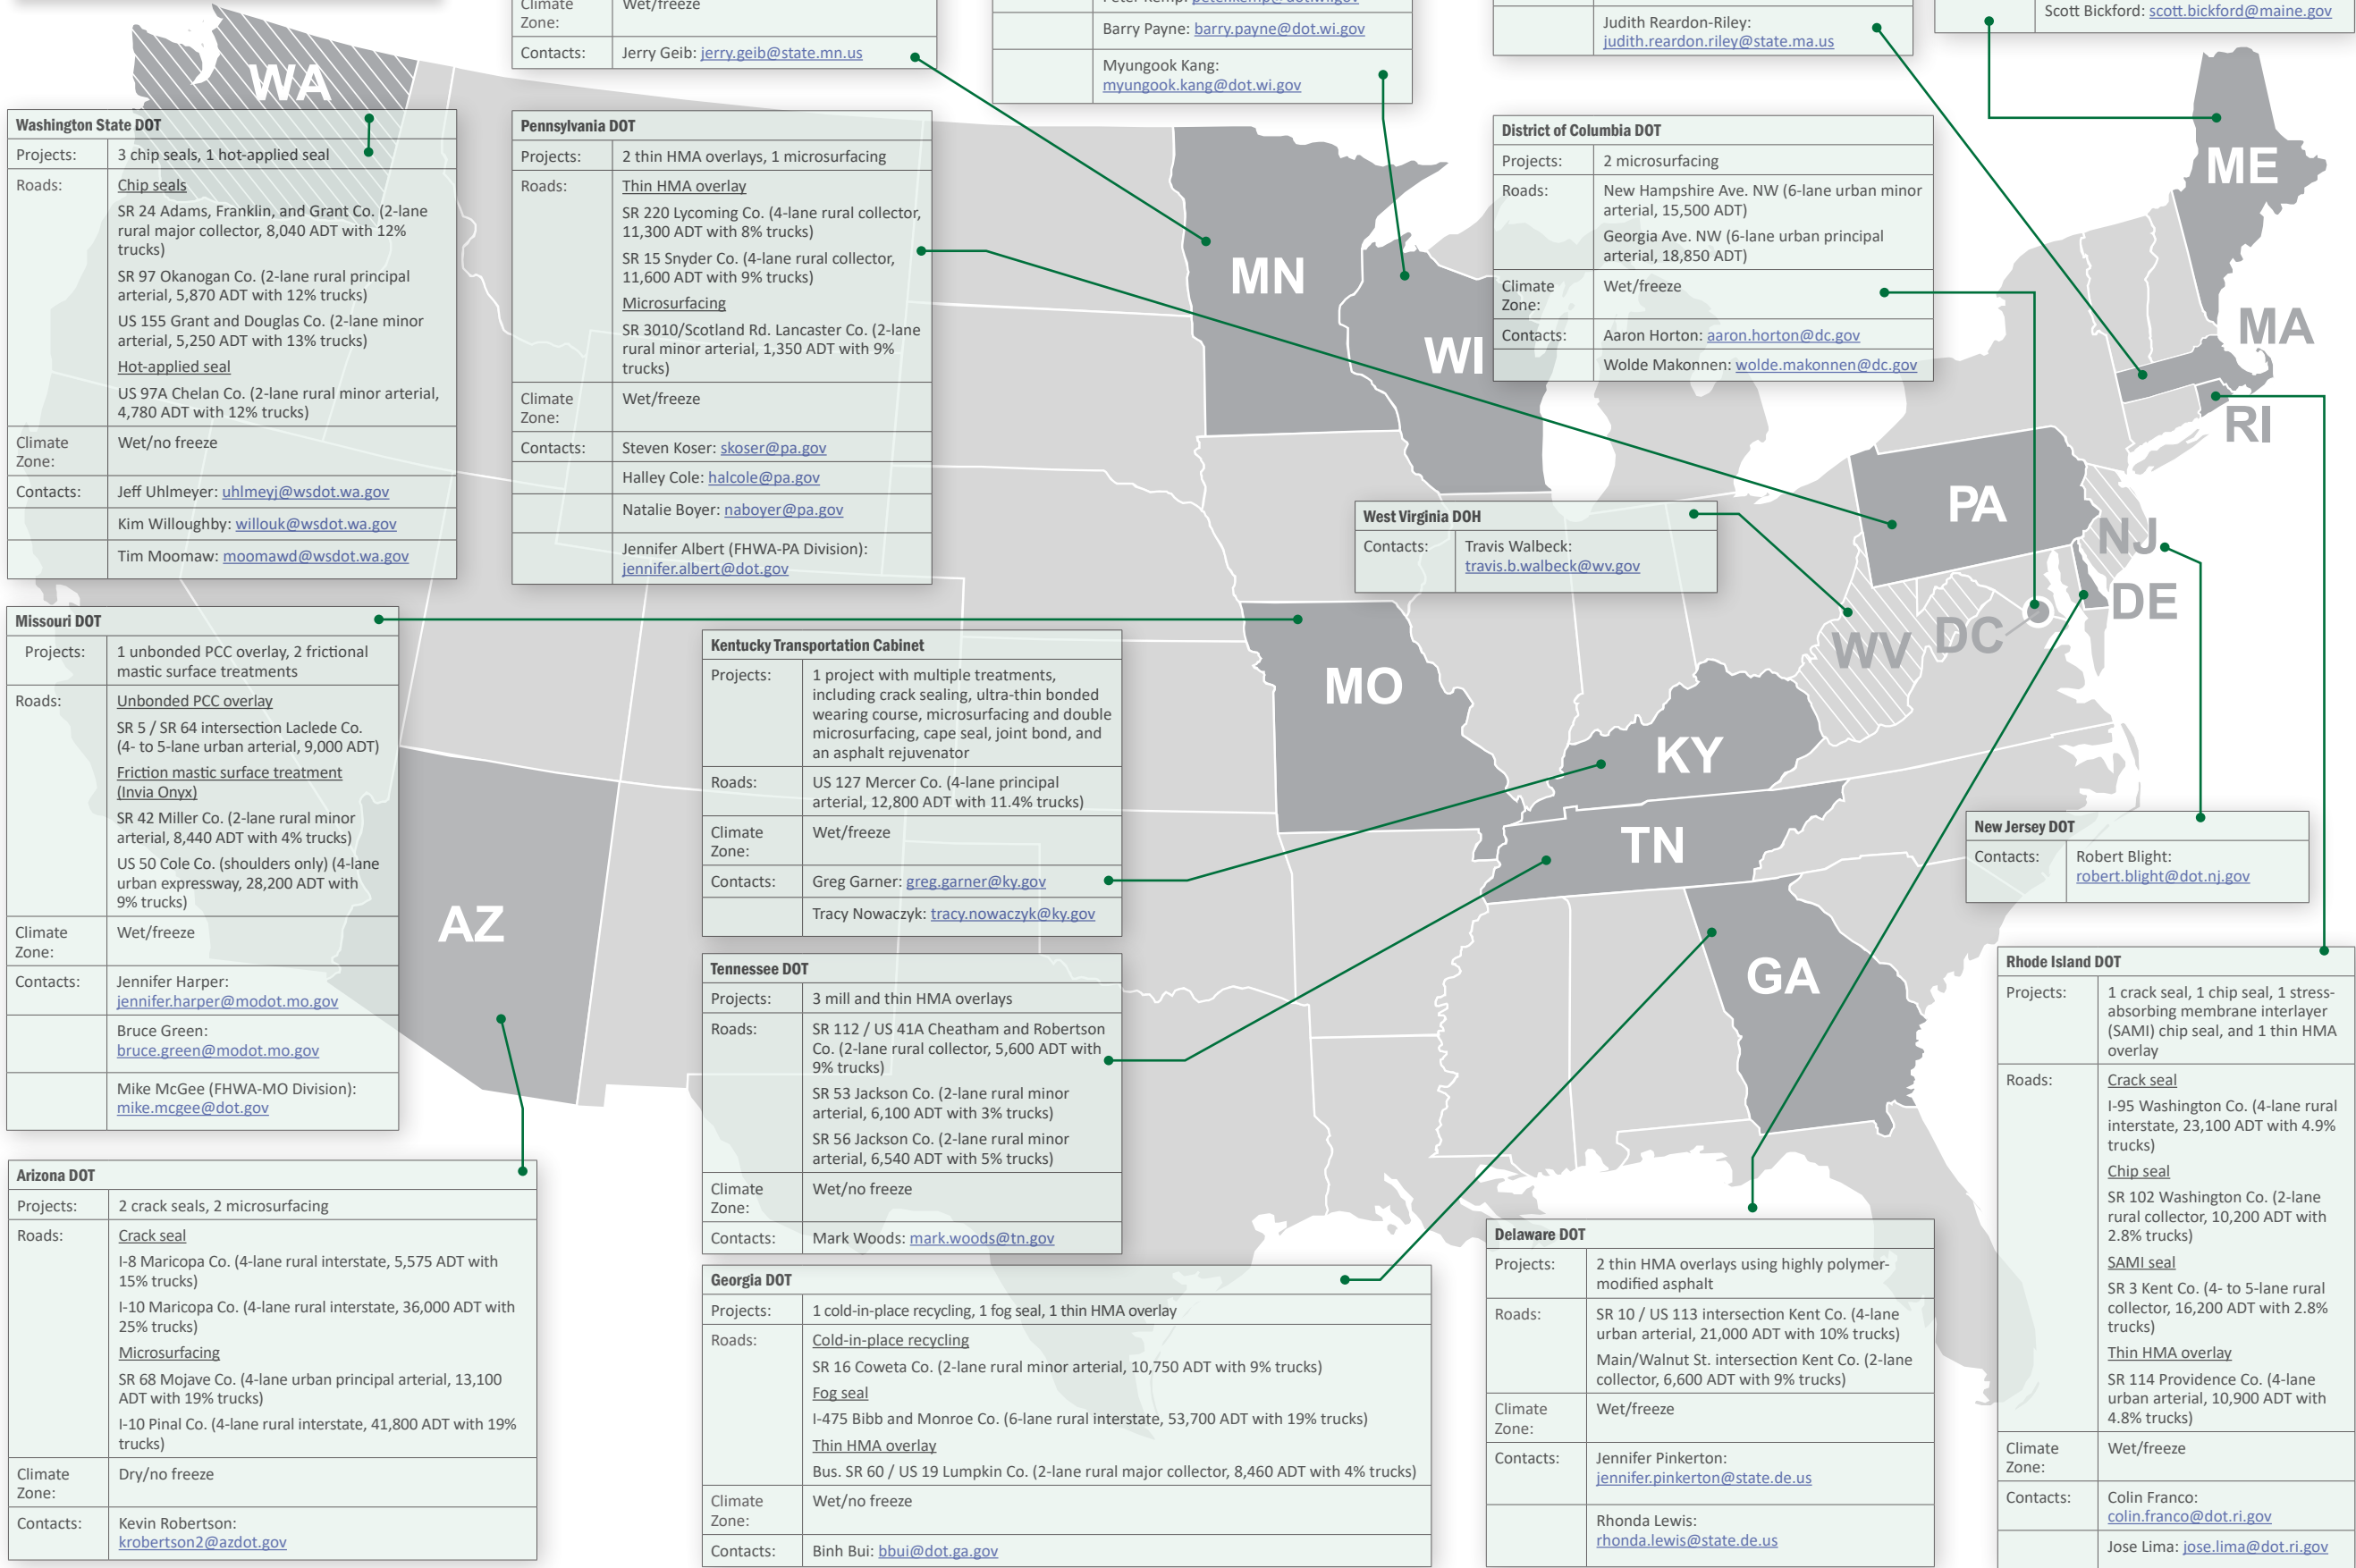 Climate Zone:
Wet/freeze
Contacts:
Jerry Geib: jerry.geib@state.mn.us
Barry Payne: barry.payne@dot.wi.gov
Myungook Kang:
myungook.kang@dot.wi.gov
Judith Reardon-Riley:
judith.reardon.riley@state.ma.us
Scott Bickford: scott.bickford@maine.gov
WA
Washington State DOT
Projects:
3 chip seals, 1 hot-applied seal
Roads:
Chip seals
SR 24 Adams, Franklin, and Grant Co. (2-lane
rural major collector, 8,040 ADT with 12%
trucks)
SR 97 Okanogan Co. (2-lane rural principal
arterial, 5,870 ADT with 12% trucks)
US 155 Grant and Douglas Co. (2-lane minor
arterial, 5,250 ADT with 13% trucks)
Hot-applied seal
US 97A Chelan Co. (2-lane rural minor arterial,
4,780 ADT with 12% trucks)
Climate
Zone:
Wet/no freeze
Contacts:
Jeff Uhlmeyer: uhlmeyj@wsdot.wa.gov
Kim Willoughby: willouk@wsdot.wa.gov
Tim Moomaw: moomawd@wsdot.wa.gov
Pennsylvania DOT
Projects:
2 thin HMA overlays, 1 microsurfacing
Roads:
Thin HMA overlay
SR 220 Lycoming Co. (4-lane rural collector,
11,300 ADT with 8% trucks)
SR 15 Snyder Co. (4-lane rural collector,
11,600 ADT with 9% trucks)
Microsurfacing
SR 3010/Scotland Rd. Lancaster Co. (2-lane
rural minor arterial, 1,350 ADT with 9%
trucks)
Climate
Zone:
Wet/freeze
Contacts:
Steven Koser: skoser@pa.gov
Halley Cole: halcole@pa.gov
Natalie Boyer: naboyer@pa.gov
Jennifer Albert (FHWA-PA Division):
jennifer.albert@dot.gov
District of Columbia DOT
Projects:
2 microsurfacing
Roads:
New Hampshire Ave. NW (6-lane urban minor
arterial, 15,500 ADT)
Georgia Ave. NW (6-lane urban principal
arterial, 18,850 ADT)
Climate
Zone:
Wet/freeze
Contacts:
Aaron Horton: aaron.horton@dc.gov
Wolde Makonnen: wolde.makonnen@dc.gov
MN
WI
ME
MA
RI
PA
NJ
DE
DC
WV
West Virginia DOH
Contacts:
Travis Walbeck:
travis.b.walbeck@wv.gov
Missouri DOT
Projects:
1 unbonded PCC overlay, 2 frictional
mastic surface treatments
Roads:
Unbonded PCC overlay
SR 5 / SR 64 intersection Laclede Co.
(4- to 5-lane urban arterial, 9,000 ADT)
Friction mastic surface treatment
(Invia Onyx)
SR 42 Miller Co. (2-lane rural minor
arterial, 8,440 ADT with 4% trucks)
US 50 Cole Co. (shoulders only) (4-lane
urban expressway, 28,200 ADT with
9% trucks)
Climate
Zone:
Wet/freeze
Contacts:
Jennifer Harper:
jennifer.harper@modot.mo.gov
Bruce Green:
bruce.green@modot.mo.gov
Mike McGee (FHWA-MO Division):
mike.mcgee@dot.gov
Kentucky Transportation Cabinet
Projects:
1 project with multiple treatments,
including crack sealing, ultra-thin bonded
wearing course, microsurfacing and double
microsurfacing, cape seal, joint bond, and
an asphalt rejuvenator
Roads:
US 127 Mercer Co. (4-lane principal
arterial, 12,800 ADT with 11.4% trucks)
Climate
Zone:
Wet/freeze
Contacts:
Greg Garner: greg.garner@ky.gov
Tracy Nowaczyk: tracy.nowaczyk@ky.gov
MO
KY
TN
GA
AZ
New Jersey DOT
Contacts:
Robert Blight:
robert.blight@dot.nj.gov
Tennessee DOT
Projects:
3 mill and thin HMA overlays
Roads:
SR 112 / US 41A Cheatham and Robertson
Co. (2-lane rural collector, 5,600 ADT with
9% trucks)
SR 53 Jackson Co. (2-lane rural minor
arterial, 6,100 ADT with 3% trucks)
SR 56 Jackson Co. (2-lane rural minor
arterial, 6,540 ADT with 5% trucks)
Climate
Zone:
Wet/no freeze
Contacts:
Mark Woods: mark.woods@tn.gov
Rhode Island DOT
Projects:
1 crack seal, 1 chip seal, 1 stress-
absorbing membrane interlayer
(SAMI) chip seal, and 1 thin HMA
overlay
Roads:
Crack seal
I-95 Washington Co. (4-lane rural
interstate, 23,100 ADT with 4.9%
trucks)
Chip seal
SR 102 Washington Co. (2-lane
rural collector, 10,200 ADT with
2.8% trucks)
SAMI seal
SR 3 Kent Co. (4- to 5-lane rural
collector, 16,200 ADT with 2.8%
trucks)
Thin HMA overlay
SR 114 Providence Co. (4-lane
urban arterial, 10,900 ADT with
4.8% trucks)
Climate
Zone:
Wet/freeze
Contacts:
Colin Franco:
colin.franco@dot.ri.gov
Jose Lima: jose.lima@dot.ri.gov
Arizona DOT
Projects:
2 crack seals, 2 microsurfacing
Roads:
Crack seal
I-8 Maricopa Co. (4-lane rural interstate, 5,575 ADT with
15% trucks)
I-10 Maricopa Co. (4-lane rural interstate, 36,000 ADT with
25% trucks)
Microsurfacing
SR 68 Mojave Co. (4-lane urban principal arterial, 13,100
ADT with 19% trucks)
I-10 Pinal Co. (4-lane rural interstate, 41,800 ADT with 19%
trucks)
Climate
Zone:
Dry/no freeze
Contacts:
Kevin Robertson:
krobertson2@azdot.gov
Georgia DOT
Projects:
1 cold-in-place recycling, 1 fog seal, 1 thin HMA overlay
Roads:
Cold-in-place recycling
SR 16 Coweta Co. (2-lane rural minor arterial, 10,750 ADT with 9% trucks)
Fog seal
I-475 Bibb and Monroe Co. (6-lane rural interstate, 53,700 ADT with 19% trucks)
Thin HMA overlay
Bus. SR 60 / US 19 Lumpkin Co. (2-lane rural major collector, 8,460 ADT with 4% trucks)
Climate
Zone:
Wet/no freeze
Contacts:
Binh Bui: bbui@dot.ga.gov
Delaware DOT
Projects:
2 thin HMA overlays using highly polymer-
modified asphalt
Roads:
SR 10 / US 113 intersection Kent Co. (4-lane
urban arterial, 21,000 ADT with 10% trucks)
Main/Walnut St. intersection Kent Co. (2-lane
collector, 6,600 ADT with 9% trucks)
Climate
Zone:
Wet/freeze
Contacts:
Jennifer Pinkerton:
jennifer.pinkerton@state.de.us
Rhonda Lewis:
rhonda.lewis@state.de.us